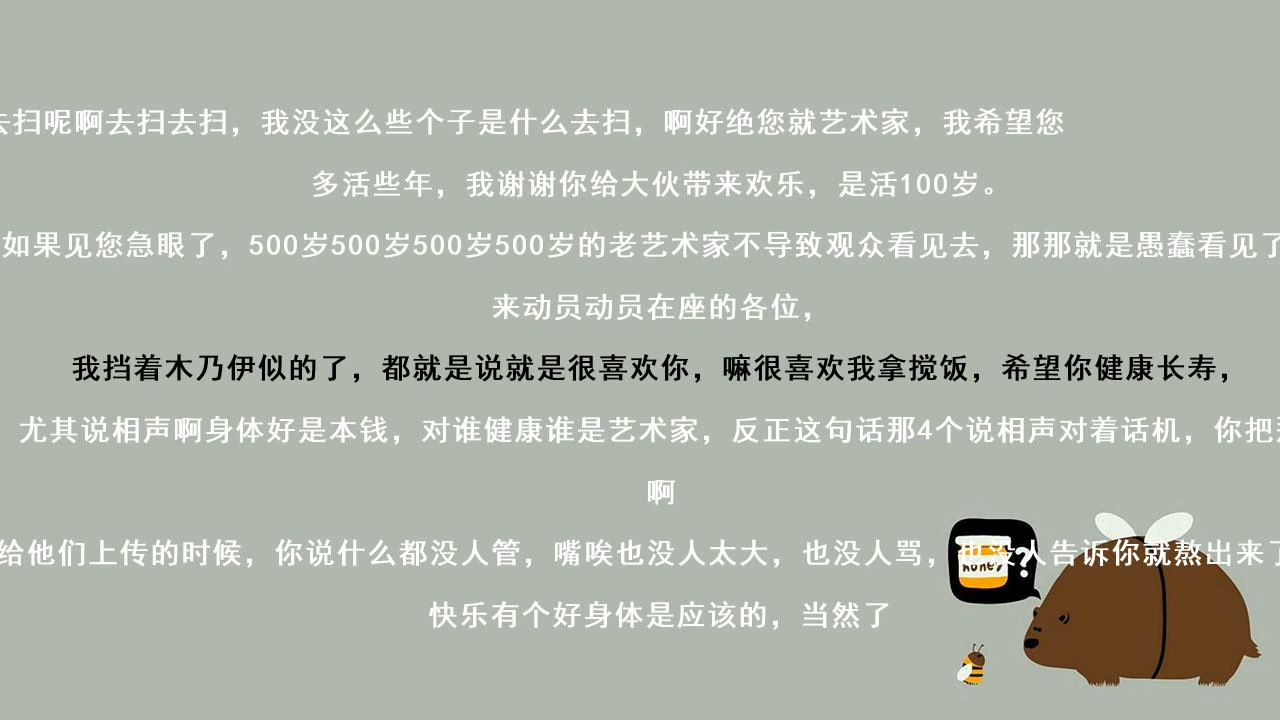 去扫呢啊去扫去扫，我没这么些个子是什么去扫，啊好绝您就艺术家，我希望您
多活些年，我谢谢你给大伙带来欢乐，是活100岁。
如果见您急眼了，500岁500岁500岁500岁的老艺术家不导致观众看见去，那那就是愚蠢看见了
来动员动员在座的各位，
我挡着木乃伊似的了，都就是说就是很喜欢你，嘛很喜欢我拿搅饭，希望你健康长寿，
尤其说相声啊身体好是本钱，对谁健康谁是艺术家，反正这句话那4个说相声对着话机，你把
啊
给他们上传的时候，你说什么都没人管，嘴唉也没人太大，也没人骂，也没人告诉你就熬出来了
快乐有个好身体是应该的，当然了
honey
?